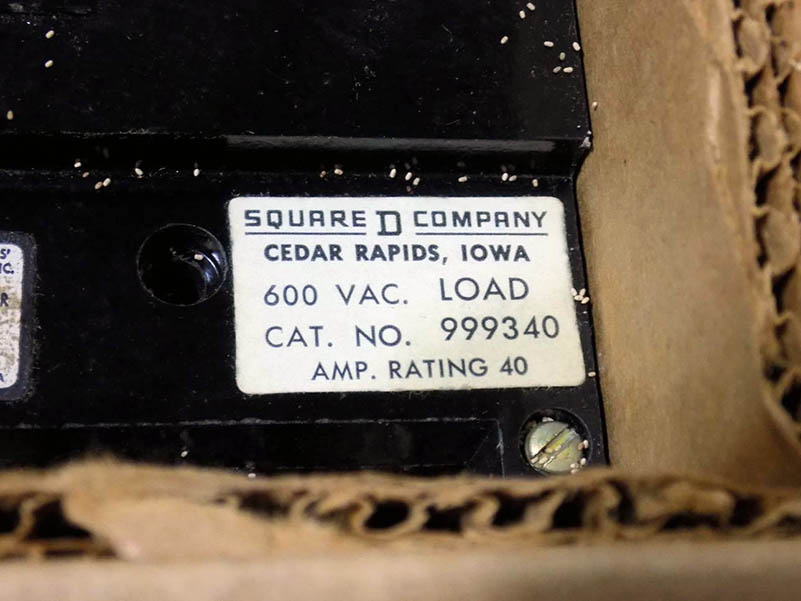 SQUARE D COMPANY
CEDAR RAPIDS, IOWA
600 VAC. LOAD
CAT. NO. 999340
AMP. RATING 40